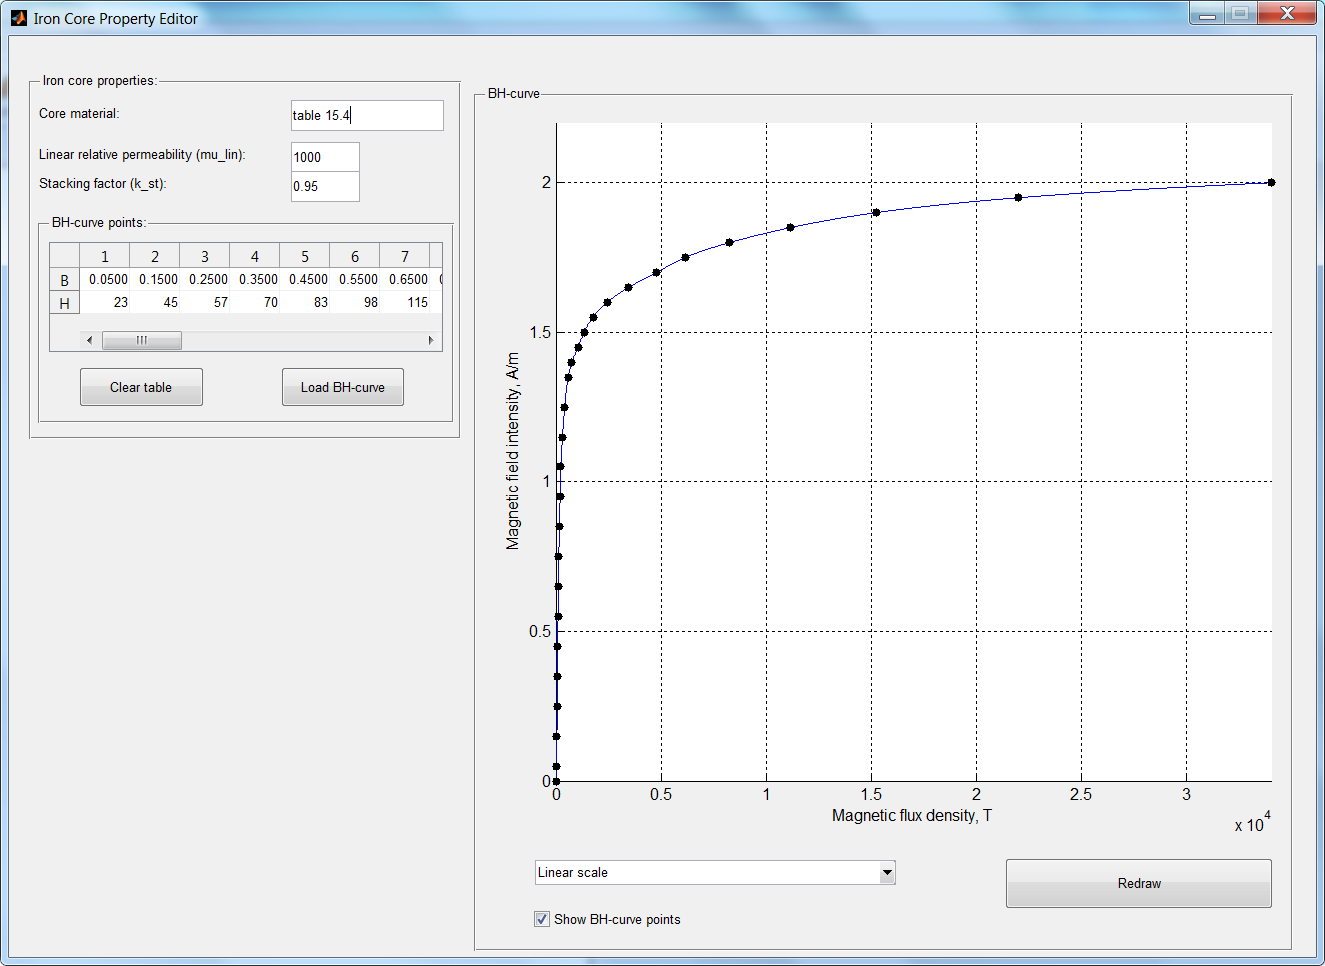 Iron Core Property Editor
Iron core properties:
Core material:
table 15.4
Linear relative permeability (mu_lin):
1000
Stacking factor (k_st):
0.95
BH-curve points:
1 2 3 4 5 6 7
B 0.0500 0.1500 0.2500 0.3500 0.4500 0.5500 0.6500
H 23 45 57 70 83 98 115
Clear table
Load BH-curve
BH-curve
2
1.5
1
0.5
0
Magnetic field intensity, A/m
0 0.5 1 1.5 2 2.5 3
Magnetic flux density, T
x 10^4
Linear scale
Redraw
Show BH-curve points